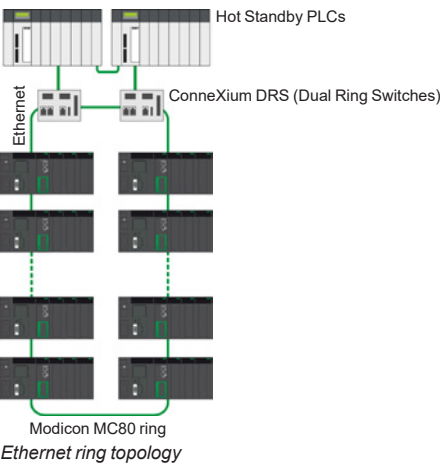 Hot Standby PLCs
ConneXium DRS (Dual Ring Switches)
Ethernet
Modicon MC80 ring
Ethernet ring topology